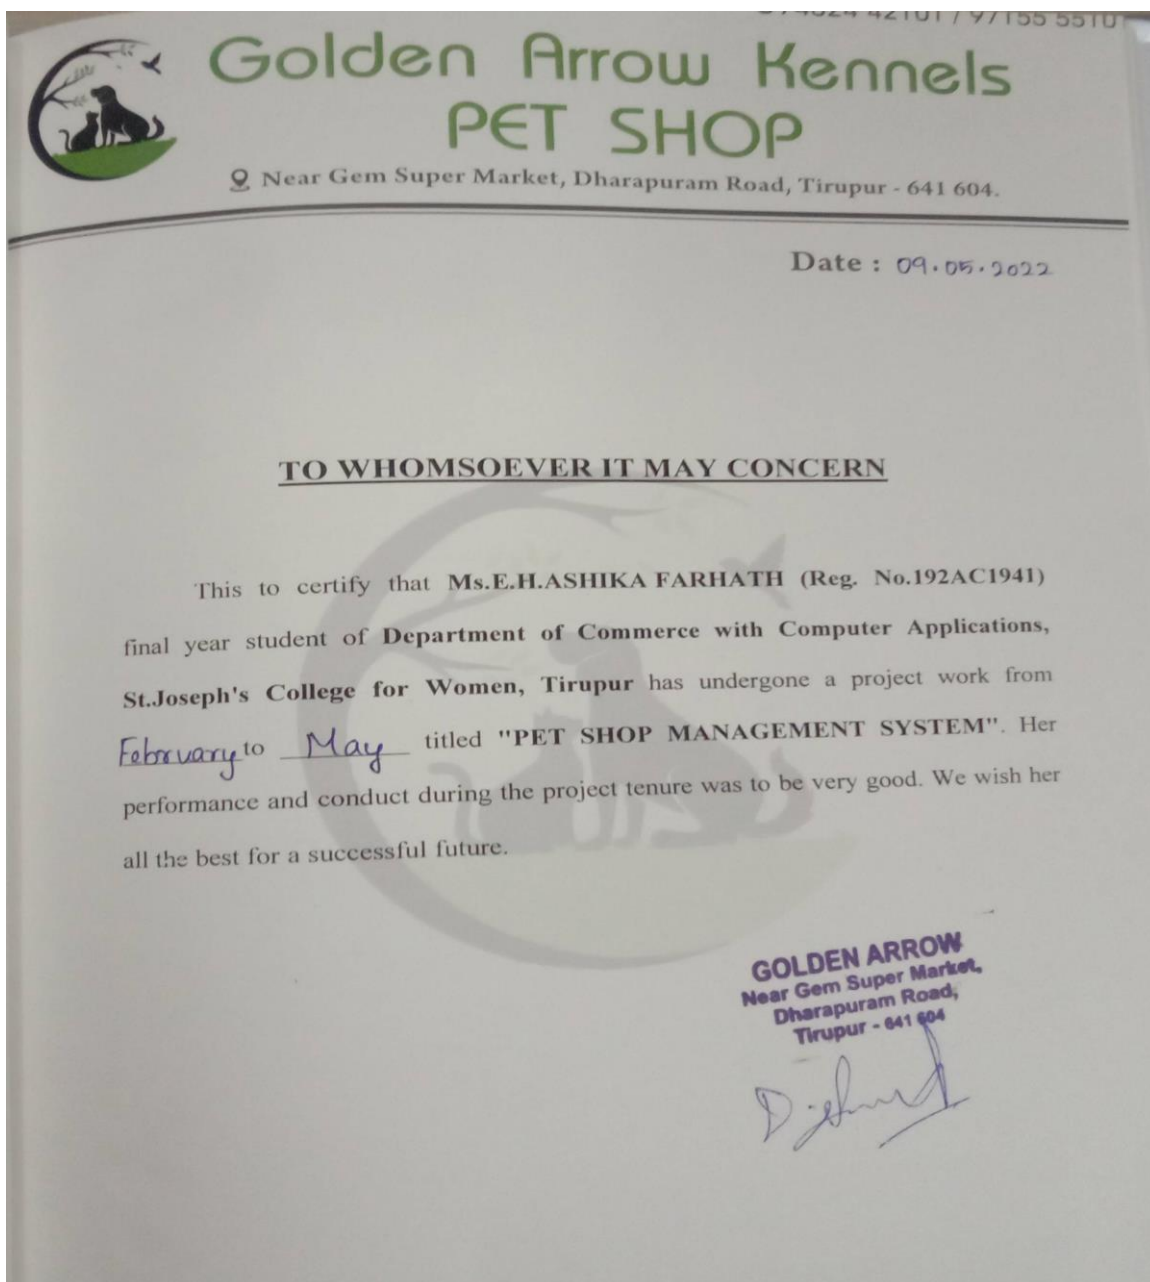 42101 / 97155 5510
Golden Arrow Kennels
PET SHOP
Near Gem Super Market, Dharapuram Road, Tirupur - 641 604.
Date : 09.05.2022
TO WHOMSOEVER IT MAY CONCERN
This to certify that Ms.E.H.ASHIKA FARHATH (Reg. No.192AC1941)
final year student of Department of Commerce with Computer Applications,
St.Joseph's College for Women, Tirupur has undergone a project work from
February to May titled "PET SHOP MANAGEMENT SYSTEM". Her
performance and conduct during the project tenure was to be very good. We wish her
all the best for a successful future.
GOLDEN ARROW
Near Gem Super Market,
Dharapuram Road,
Tirupur - 641 604